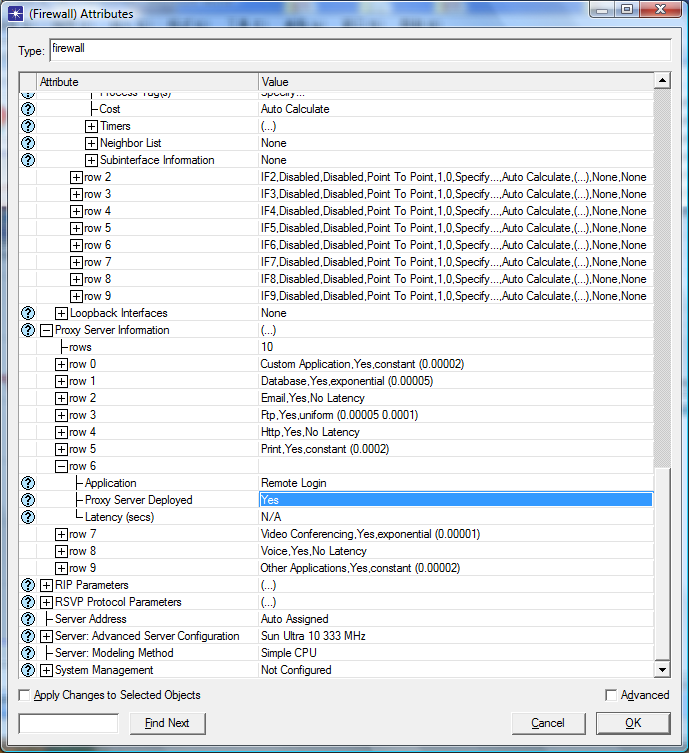 (Firewall) Attributes
Type: firewall
Attribute Value
Process Tag(s) Specify...
Cost Auto Calculate
Timers (...)
Neighbor List None
Subinterface Information None
row 2 IF2,Disabled,Disabled,Point To Point,1,0,Specify...,Auto Calculate,(...),None,None
row 3 IF3,Disabled,Disabled,Point To Point,1,0,Specify...,Auto Calculate,(...),None,None
row 4 IF4,Disabled,Disabled,Point To Point,1,0,Specify...,Auto Calculate,(...),None,None
row 5 IF5,Disabled,Disabled,Point To Point,1,0,Specify...,Auto Calculate,(...),None,None
row 6 IF6,Disabled,Disabled,Point To Point,1,0,Specify...,Auto Calculate,(...),None,None
row 7 IF7,Disabled,Disabled,Point To Point,1,0,Specify...,Auto Calculate,(...),None,None
row 8 IF8,Disabled,Disabled,Point To Point,1,0,Specify...,Auto Calculate,(...),None,None
row 9 IF9,Disabled,Disabled,Point To Point,1,0,Specify...,Auto Calculate,(...),None,None
Loopback Interfaces None
Proxy Server Information (...)
rows 10
row 0 Custom Application,Yes,constant (0.00002)
row 1 Database,Yes,exponential (0.00005)
row 2 Email,Yes,No Latency
row 3 Ftp,Yes,uniform (0.00005 0.0001)
row 4 Http,Yes,No Latency
row 5 Print,Yes,constant (0.0002)
row 6
Application Remote Login
Proxy Server Deployed Yes
Latency (secs) N/A
row 7 Video Conferencing,Yes,exponential (0.00001)
row 8 Voice,Yes,No Latency
row 9 Other Applications,Yes,constant (0.00002)
RIP Parameters (...)
RSVP Protocol Parameters (...)
Server Address Auto Assigned
Server: Advanced Server Configuration Sun Ultra 10 333 MHz
Server: Modeling Method Simple CPU
System Management Not Configured
Apply Changes to Selected Objects Advanced
Find Next Cancel OK